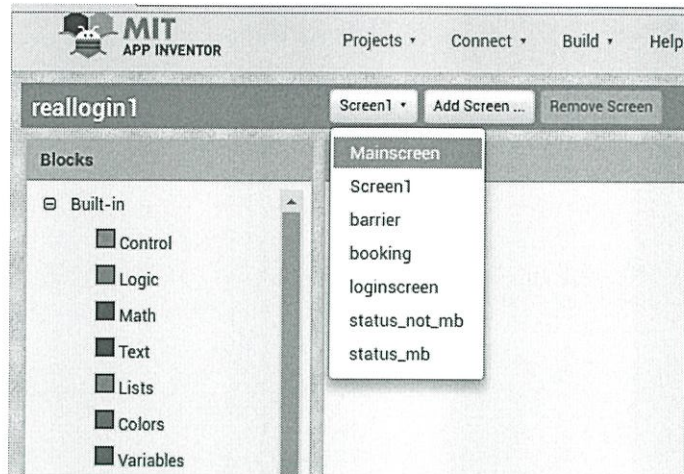 MIT
APP INVENTOR
Projects Connect Build Help
reallogin1
Screen1 Add Screen ... Remove Screen
Blocks
Mainscreen
Screen1
barrier
booking
loginscreen
status_not_mb
status_mb
Built-in
Control
Logic
Math
Text
Lists
Colors
Variables